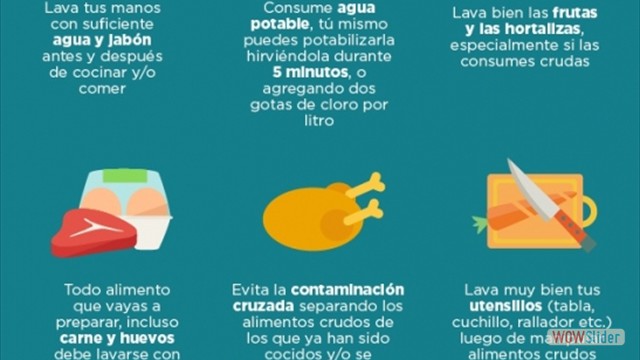 Lava tus manos
con suficiente
agua y jabón
antes y después
de cocinar y/o
comer
Consume agua
potable, tú mismo
puedes potabilizarla
hirviéndola durante
5 minutos, o
agregando dos
gotas de cloro por
litro
Lava bien las frutas
y las hortalizas,
especialmente si las
consumes crudas
Todo alimento
que vayas a
preparar, incluso
carne y huevos
debe lavarse con
Evita la contaminación
cruzada separando los
alimentos crudos de
los que ya han sido
cocidos y/o se
Lava muy bien tus
utensillos (tabla,
cuchillo, rallador etc.)
luego de
alimentos crudos
WOWSlider